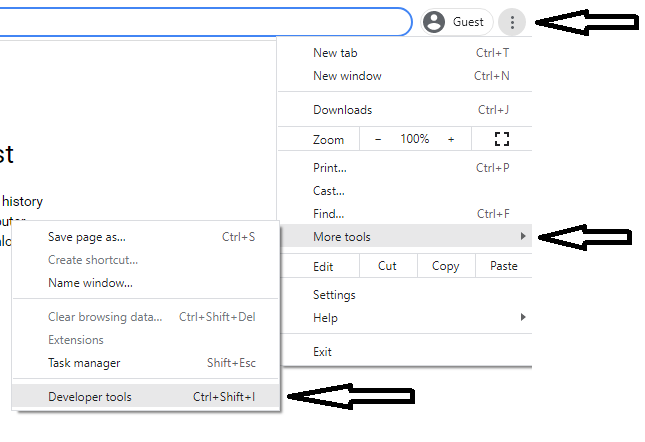 Guest
New tab Ctrl+T
New window Ctrl+N
Downloads Ctrl+J
Zoom - 100% +
Print... Ctrl+P
Cast...
Find... Ctrl+F
More tools
Edit Cut Copy Paste
Settings
Help
Exit
st
history
Save page as... Ctrl+S
Create shortcut...
Name window...
Clear browsing data... Ctrl+Shift+Del
Extensions
Task manager Shift+Esc
Developer tools Ctrl+Shift+I